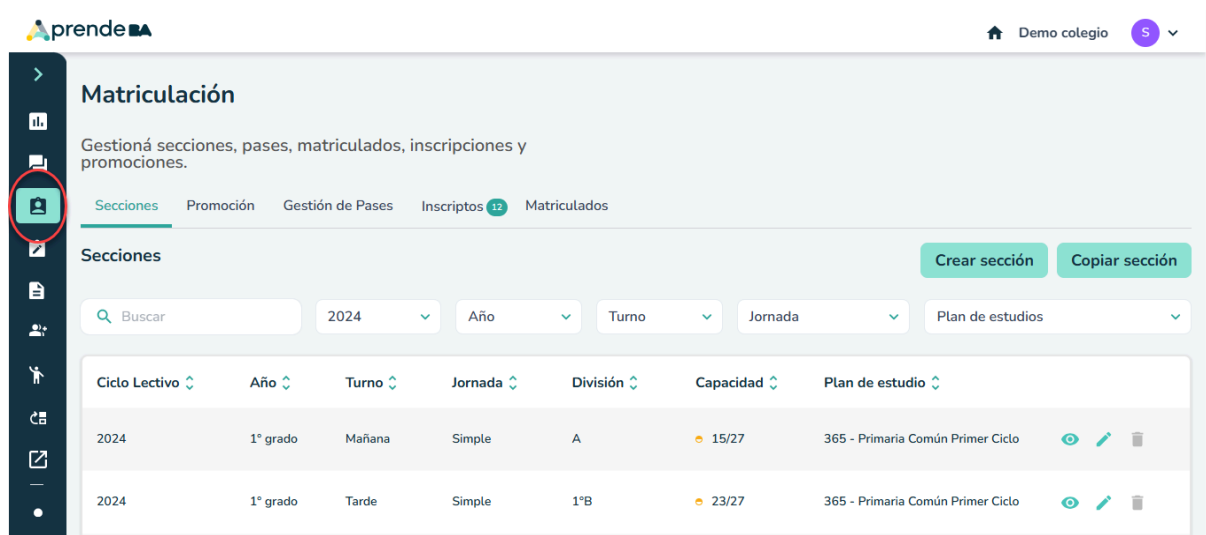 AprendeBA
Demo colegio S
Matriculación
Gestioná secciones, pases, matriculados, inscripciones y
promociones.
Secciones Promoción Gestión de Pases Inscriptos 12 Matriculados
Secciones Crear sección Copiar sección
Buscar 2024 Año Turno Jornada Plan de estudios
Ciclo Lectivo Año Turno Jornada División Capacidad Plan de estudio
2024 1° grado Mañana Simple A 15/27 365 - Primaria Común Primer Ciclo
2024 1° grado Tarde Simple 1°B 23/27 365 - Primaria Común Primer Ciclo